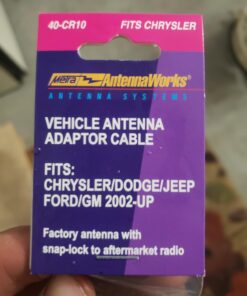 40-CR10 FITS CHRYSLER
Metra AntennaWorks®
ANTENNA SYSTEMS
VEHICLE ANTENNA
ADAPTOR CABLE
FITS:
CHRYSLER/DODGE/JEEP
FORD/GM 2002-UP
Factory antenna with
snap-lock to aftermarket radio